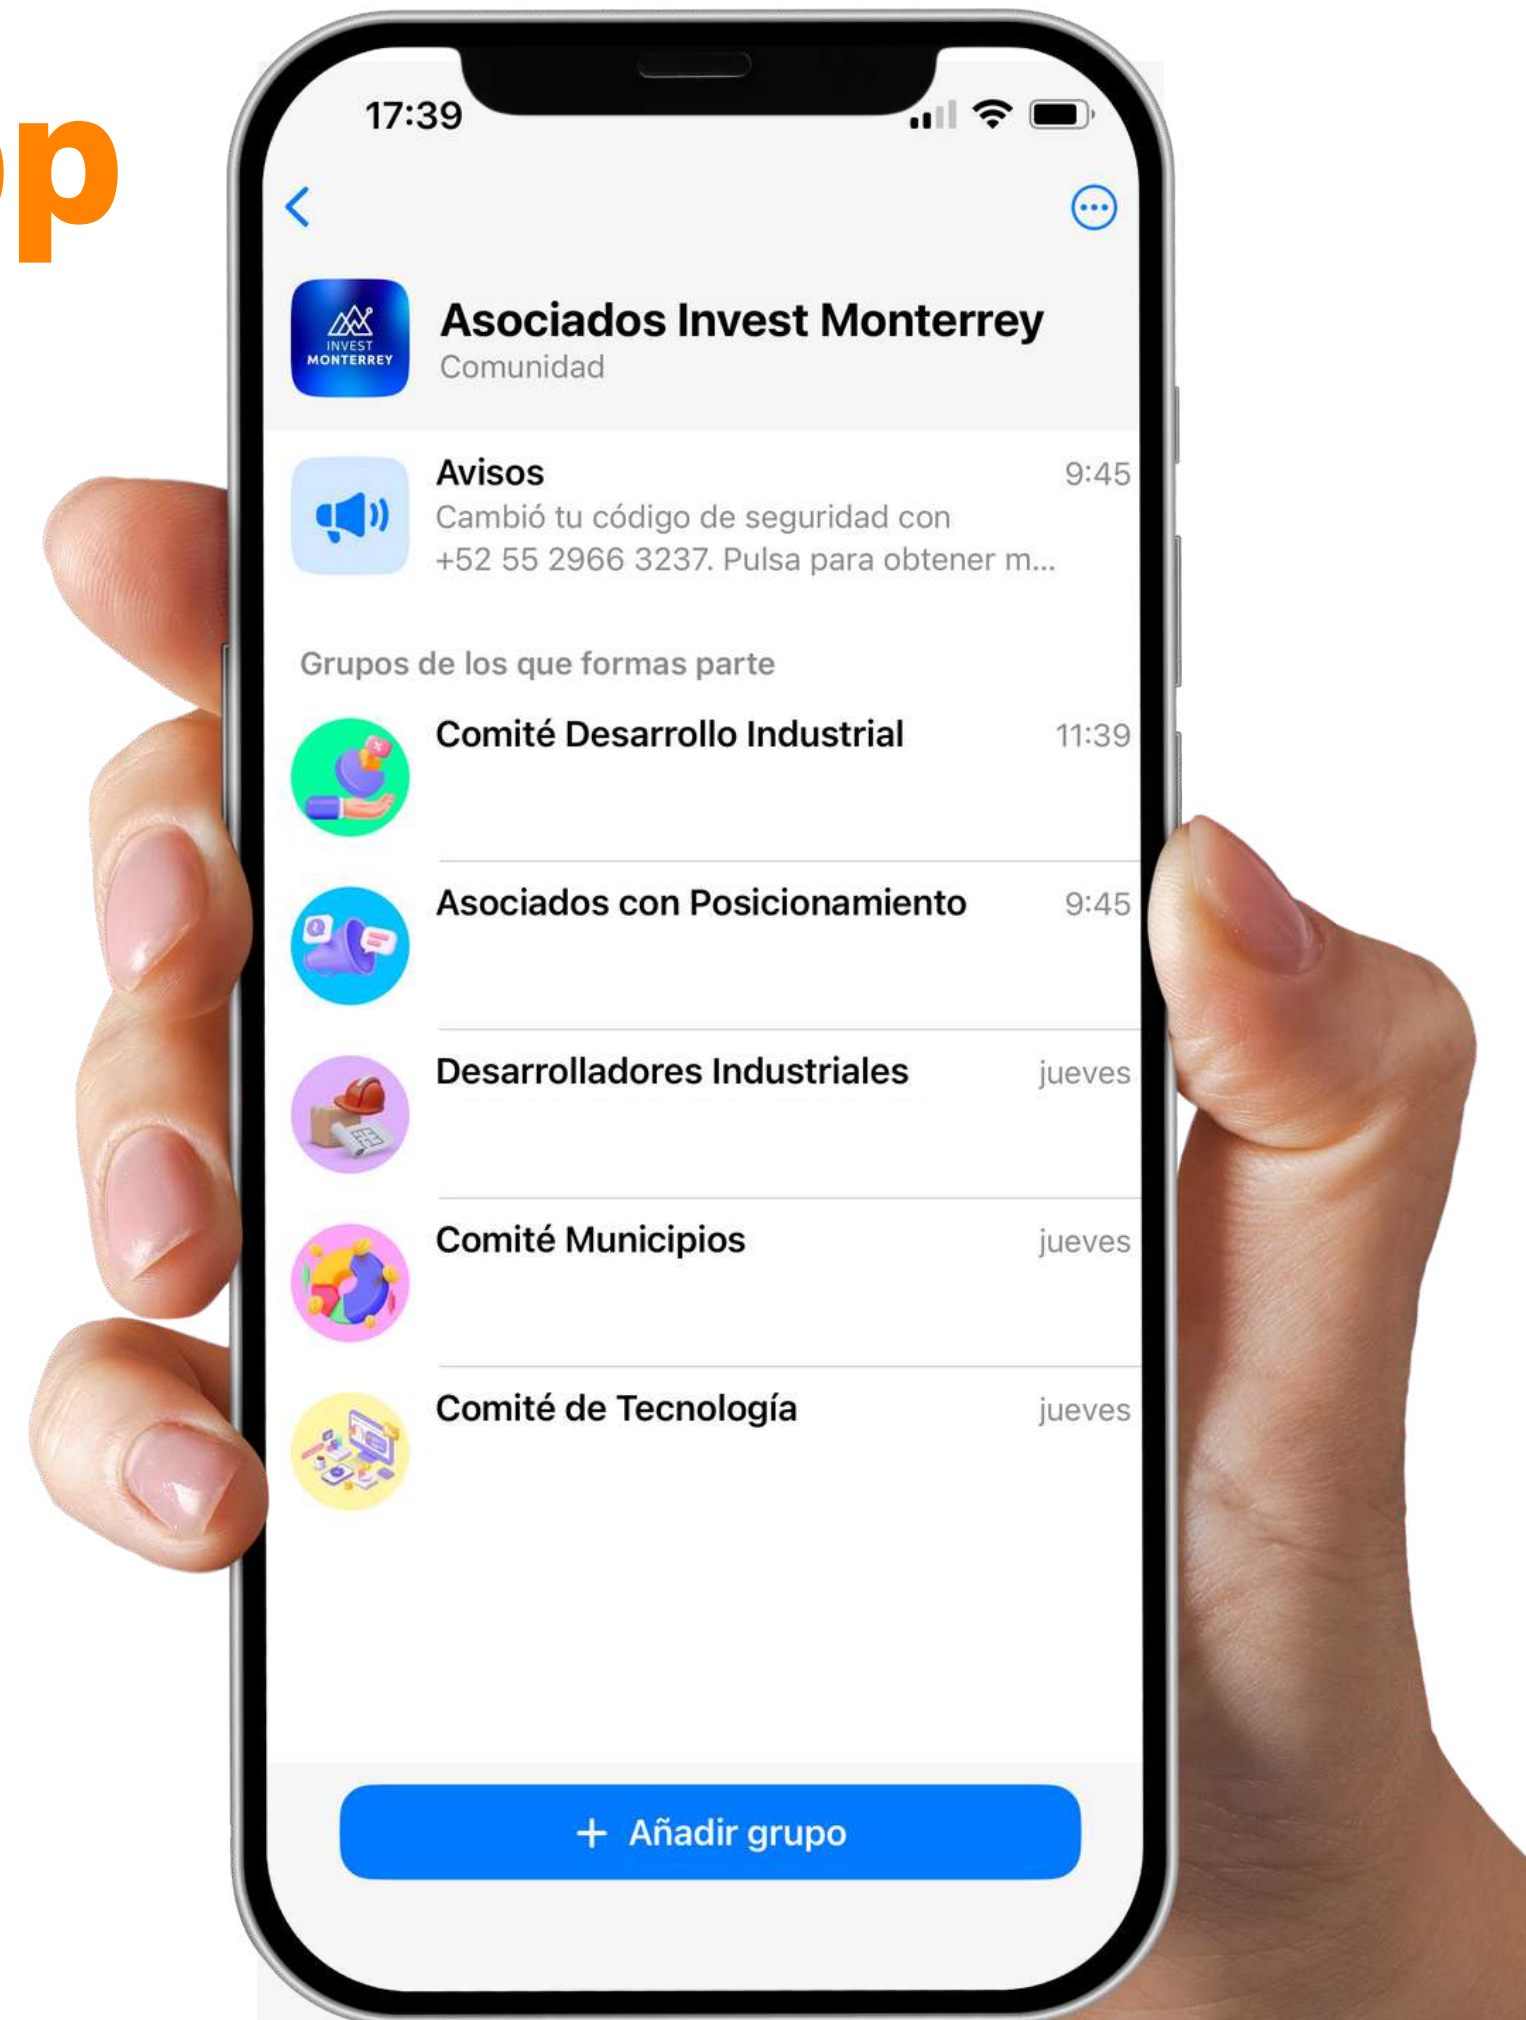 pp
17:39
INVEST
MONTERREY
Asociados Invest Monterrey
Comunidad
Avisos
9:45
Cambió tu código de seguridad con
+52 55 2966 3237. Pulsa para obtener m...
Grupos de los que formas parte
Comité Desarrollo Industrial
11:39
Asociados con Posicionamiento
9:45
Desarrolladores Industriales
jueves
Comité Municipios
jueves
Comité de Tecnología
jueves
+ Añadir grupo